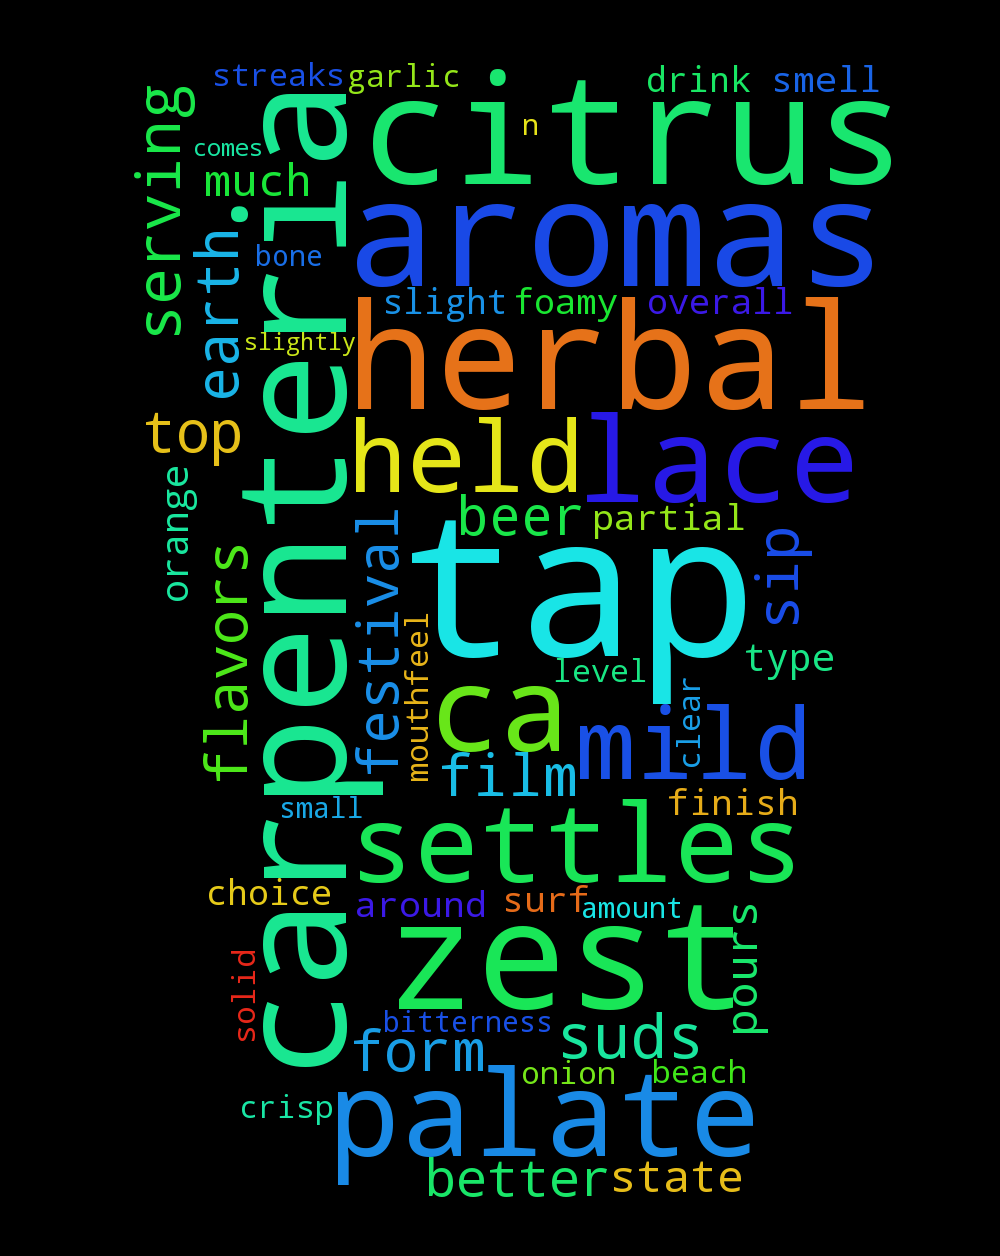 streaks
garlic
drink
smell
citrus
n
serving
comes
much
carpinteria
aromas
earth
bone
slight
foamy
overall
slightly
herbal
top
held
lace
orange
beer
partial
festival
tap
sip
flavors
mouthfeel
level
type
ca
clear
mild
film
small
finish
settles
choice
around
surf
amount
zest
pours
solid
bitterness
form
suds
onion
beach
crisp
palate
better
state